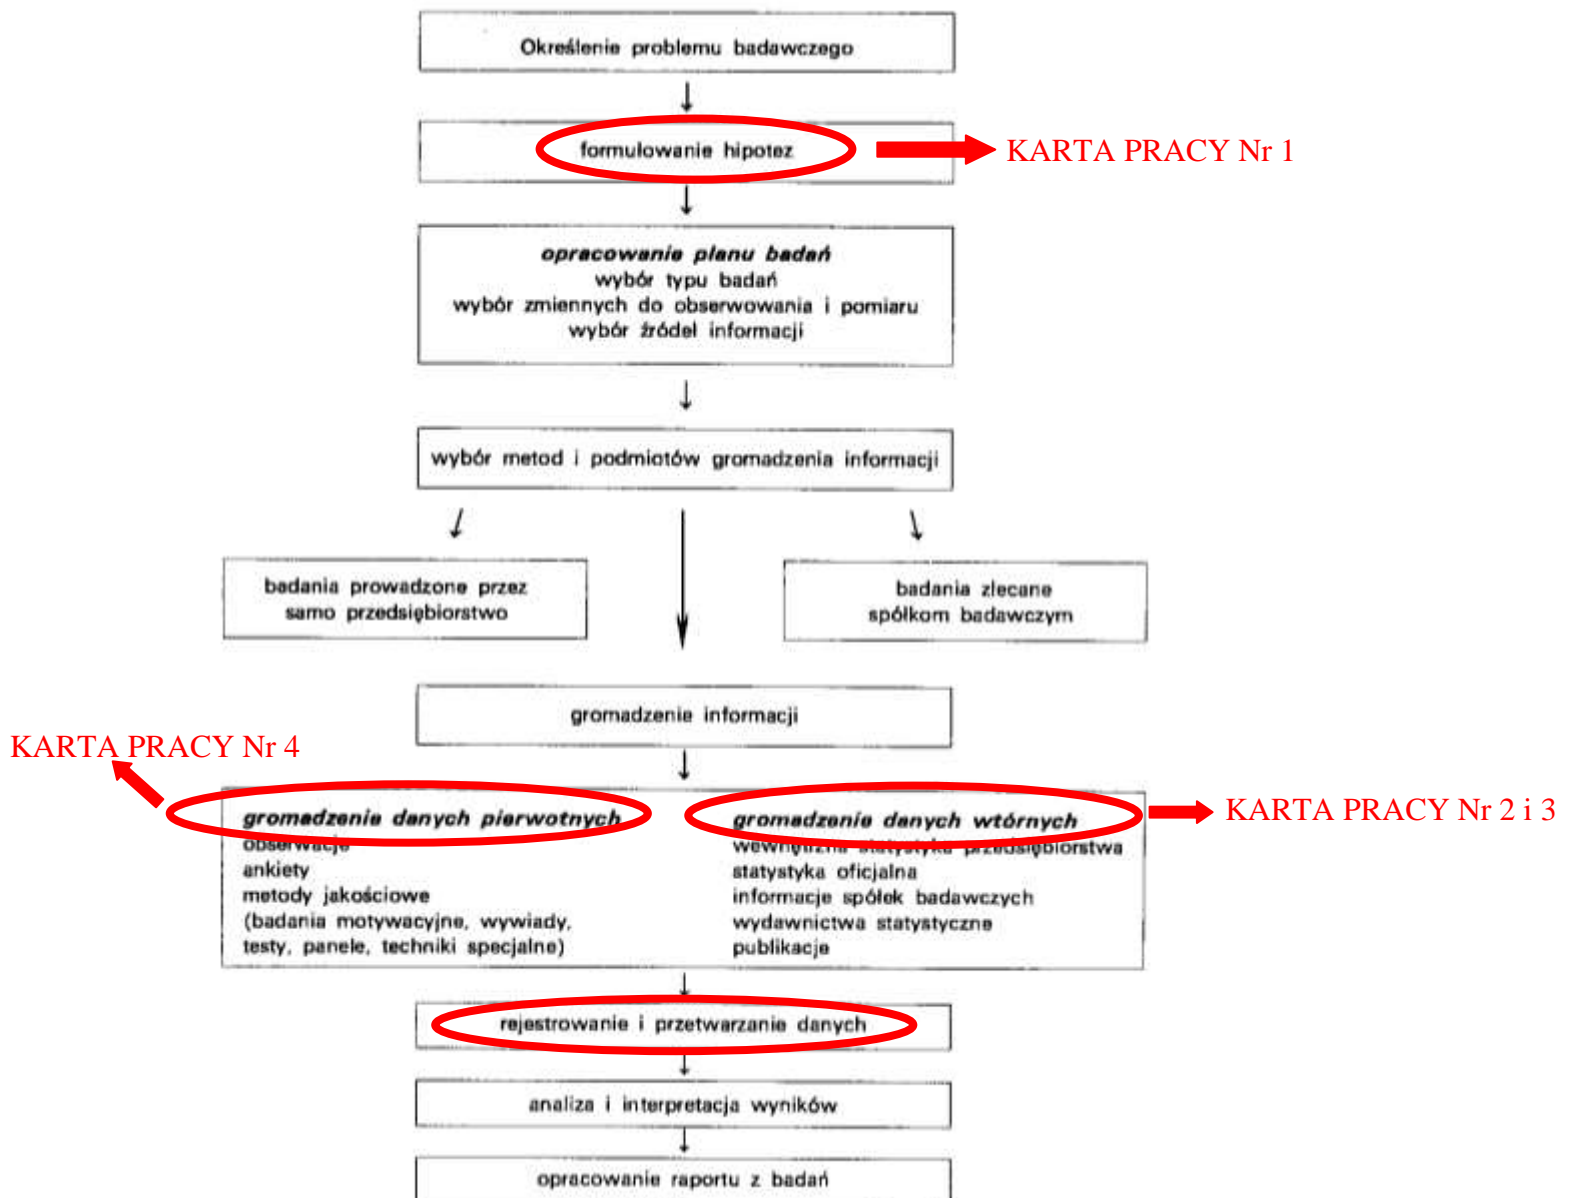 Określenie problemu badawczego
formułowanie hipotez
KARTA PRACY Nr 1
opracowanie planu badań
wybór typu badań
wybór zmiennych do obserwowania i pomiaru
wybór źródeł informacji
wybór metod i podmiotów gromadzenia informacji
badania prowadzone przez
samo przedsiębiorstwo
badania zlecane
spółkom badawczym
gromadzenie informacji
KARTA PRACY Nr 4
gromadzenie danych pierwotnych
obserwacje
ankiety
metody jakościowe
(badania motywacyjne, wywiady,
testy, panele, techniki specjalne)
gromadzenie danych wtórnych
wewnętrzna statystyka przedsiębiorstwa
statystyka oficjalna
informacje spółek badawczych
wydawnictwa statystyczne
publikacje
KARTA PRACY Nr 2 i 3
rejestrowanie i przetwarzanie danych
analiza i interpretacja wyników
opracowanie raportu z badań